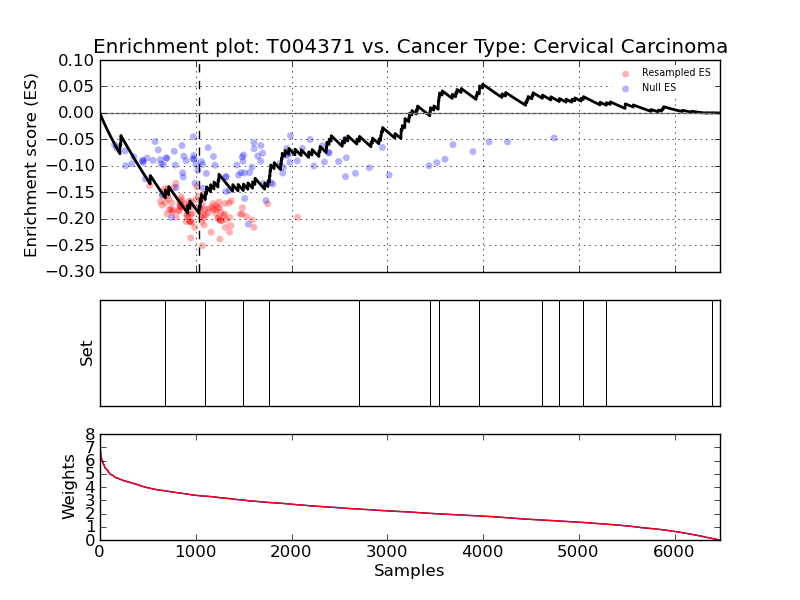 Enrichment plot: T004371 vs. Cancer Type: Cervical Carcinoma
Enrichment score (ES)
0.10
0.05
0.00
−0.05
−0.10
−0.15
−0.20
−0.25
−0.30
Resampled ES
Null ES
Set
Weights
8
7
6
5
4
3
2
1
0
0 1000 2000 3000 4000 5000 6000
Samples